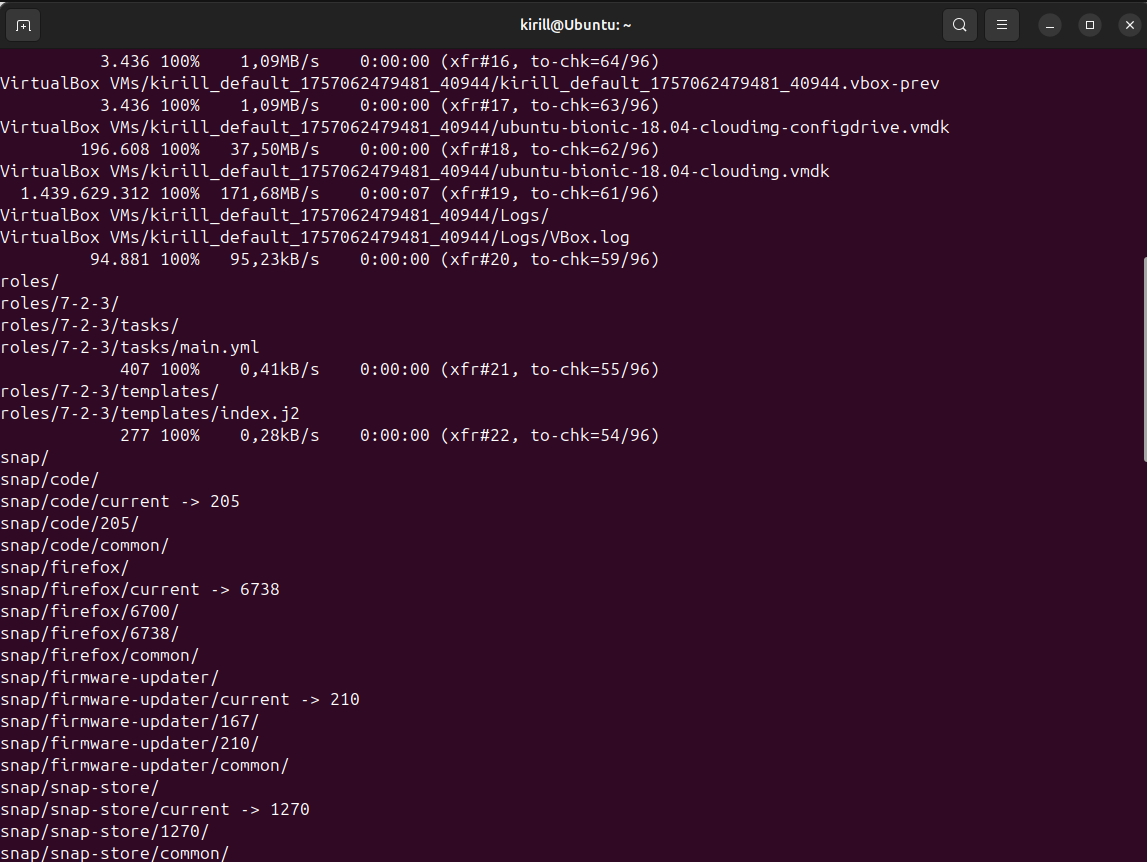 kirill@Ubuntu: ~
3.436 100%    1,09MB/s    0:00:00 (xfr#16, to-chk=64/96)
VirtualBox VMs/kirill_default_1757062479481_40944/kirill_default_1757062479481_40944.vbox-prev
3.436 100%    1,09MB/s    0:00:00 (xfr#17, to-chk=63/96)
VirtualBox VMs/kirill_default_1757062479481_40944/ubuntu-bionic-18.04-cloudimg-configdrive.vmdk
196.608 100%   37,50MB/s    0:00:00 (xfr#18, to-chk=62/96)
VirtualBox VMs/kirill_default_1757062479481_40944/ubuntu-bionic-18.04-cloudimg.vmdk
1.439.629.312 100%  171,68MB/s    0:00:07 (xfr#19, to-chk=61/96)
VirtualBox VMs/kirill_default_1757062479481_40944/Logs/
VirtualBox VMs/kirill_default_1757062479481_40944/Logs/VBox.log
94.881 100%   95,23kB/s    0:00:00 (xfr#20, to-chk=59/96)
roles/
roles/7-2-3/
roles/7-2-3/tasks/
roles/7-2-3/tasks/main.yml
407 100%    0,41kB/s    0:00:00 (xfr#21, to-chk=55/96)
roles/7-2-3/templates/
roles/7-2-3/templates/index.j2
277 100%    0,28kB/s    0:00:00 (xfr#22, to-chk=54/96)
snap/
snap/code/
snap/code/current -> 205
snap/code/205/
snap/code/common/
snap/firefox/
snap/firefox/current -> 6738
snap/firefox/6700/
snap/firefox/6738/
snap/firefox/common/
snap/firmware-updater/
snap/firmware-updater/current -> 210
snap/firmware-updater/167/
snap/firmware-updater/210/
snap/firmware-updater/common/
snap/snap-store/
snap/snap-store/current -> 1270
snap/snap-store/1270/
snap/snap-store/common/